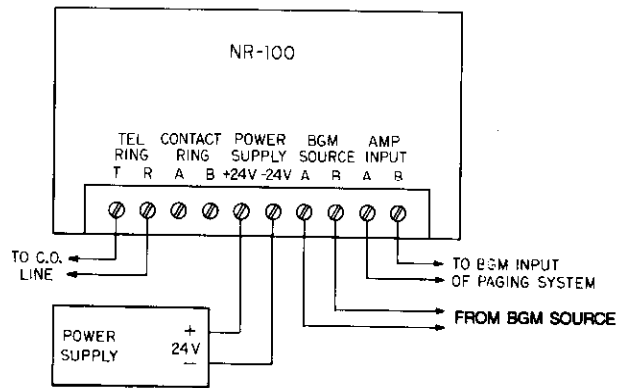 NR-100
TEL CONTACT POWER BGM AMP
RING RING SUPPLY SOURCE INPUT
T R A B +24V -24V A B A B
TO C.O.
LINE
TO BGM INPUT
OF PAGING SYSTEM
FROM BGM SOURCE
POWER
SUPPLY
+
24V
−